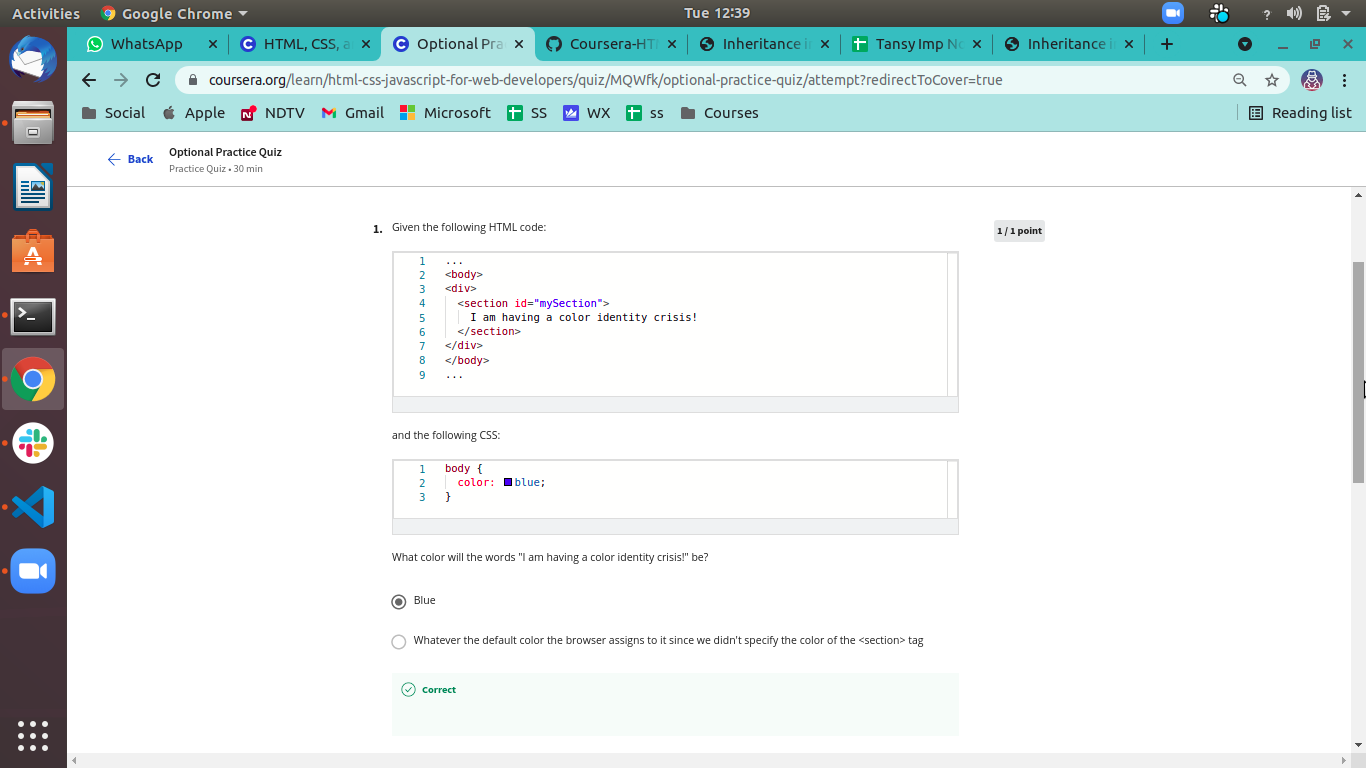 Activities
Google Chrome
Tue 12:39
WhatsApp
HTML, CSS, a
Optional Pra
Coursera-HT
Inheritance i
Tansy Imp No
Inheritance i
coursera.org/learn/html-css-javascript-for-web-developers/quiz/MQWfk/optional-practice-quiz/attempt?redirectToCover=true
Social
Apple
NDTV
Gmail
Microsoft
SS
WX
ss
Courses
Reading list
Back
Optional Practice Quiz
Practice Quiz • 30 min
1. Given the following HTML code:
1 / 1 point
1 ...
2 <body>
3 <div>
4 <section id="mySection">
5 I am having a color identity crisis!
6 </section>
7 </div>
8 </body>
9 ...
and the following CSS:
1 body {
2 color: blue;
3 }
What color will the words "I am having a color identity crisis!" be?
Blue
Whatever the default color the browser assigns to it since we didn't specify the color of the <section> tag
Correct